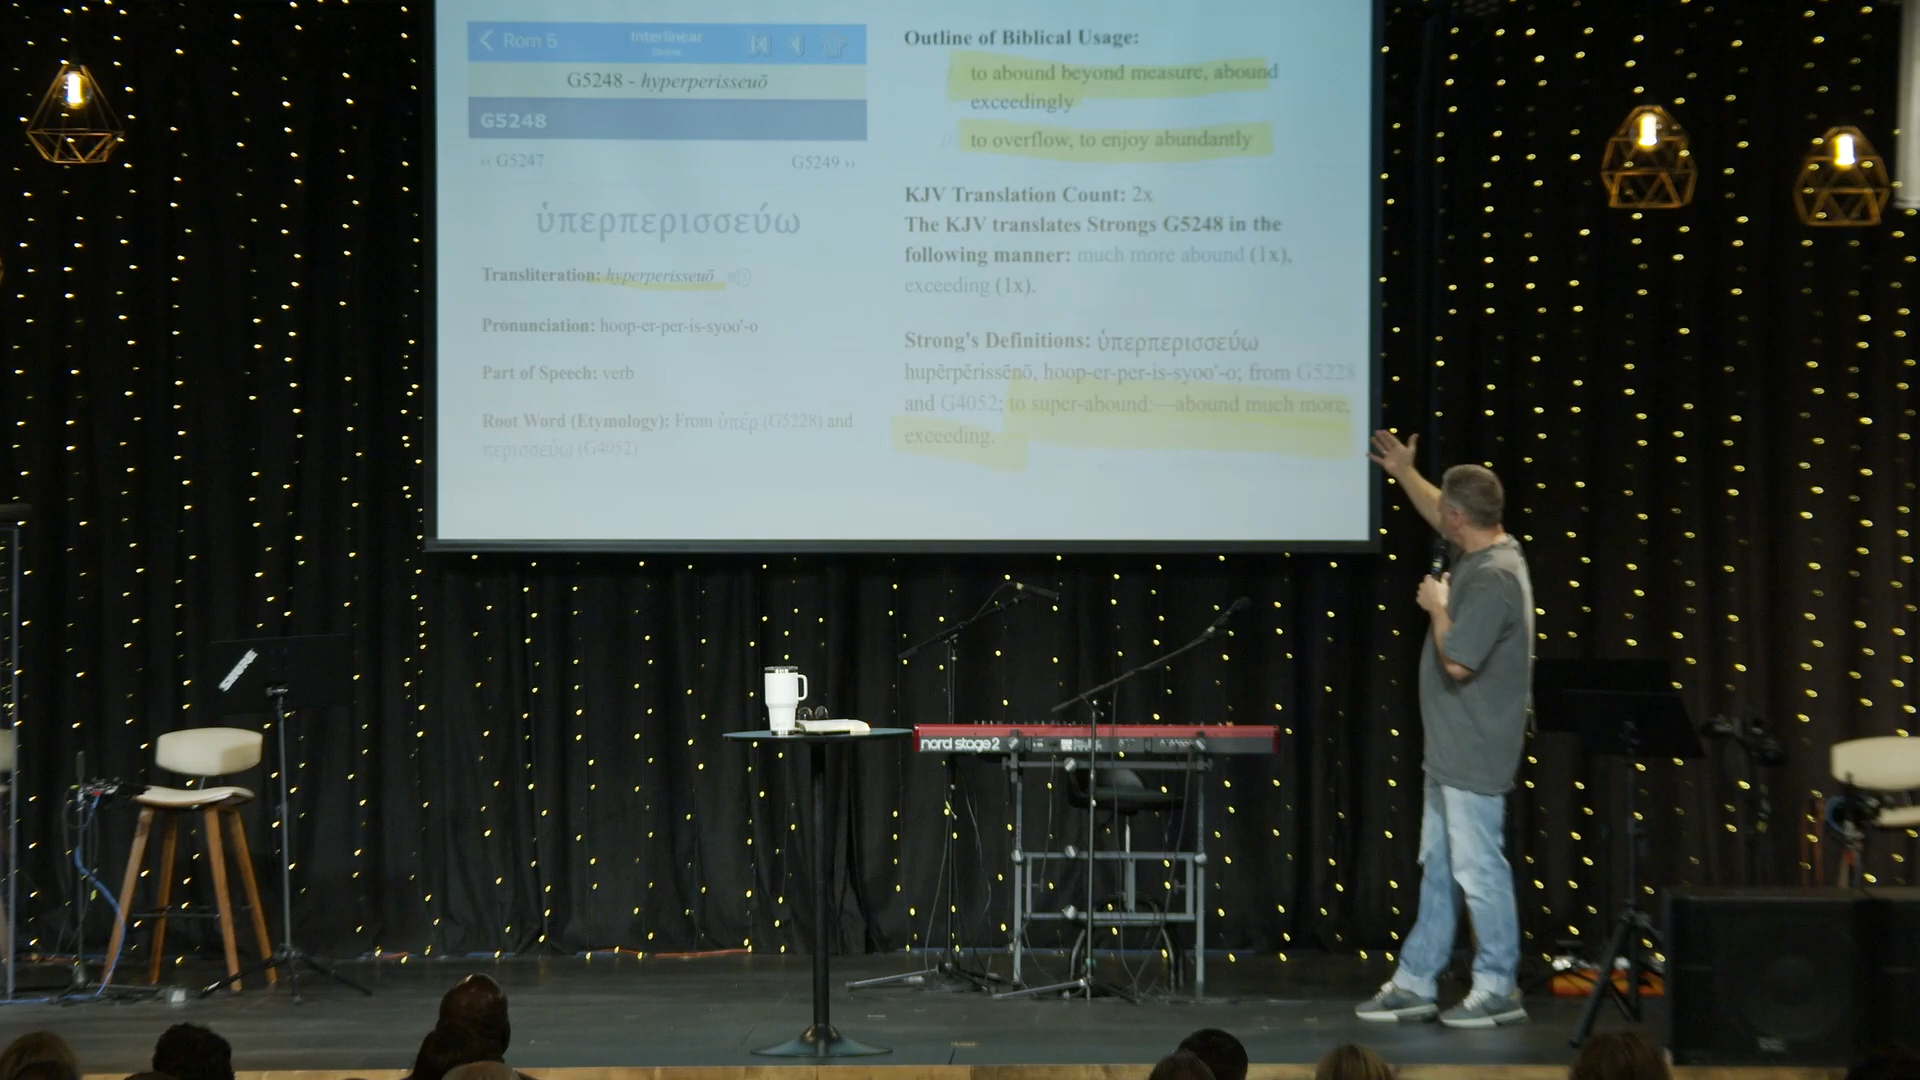 Rom 5
Interlinear
G5248 - hyperperisseuō
G5248
‹‹ G5247
G5249 ››
ὑπερπερισσεύω
Transliteration: hyperperisseuō
Pronunciation: hoop-er-per-is-syoo'-o
Part of Speech: verb
Root Word (Etymology): From ὑπέρ (G5228) and
περισσεύω (G4052)
Outline of Biblical Usage:
to abound beyond measure, abound
exceedingly
to overflow, to enjoy abundantly
KJV Translation Count: 2x
The KJV translates Strongs G5248 in the
following manner: much more abound (1x),
exceeding (1x).
Strong's Definitions: ὑπερπερισσεύω
hupĕrpĕrissĕnō, hoop-er-per-is-syoo'-o; from G5228
and G4052; to super-abound:—abound much more,
exceeding.
nord stage 2